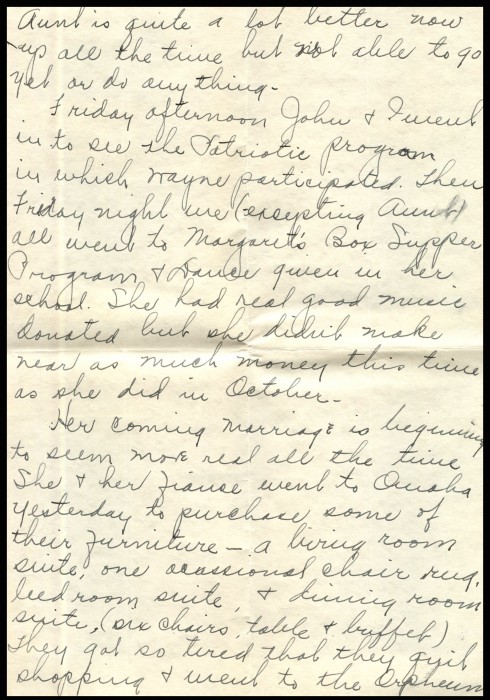 Aunt is quite a lot better now
up all the time but not able to go
yet or do anything.
Friday afternoon John & I went
in to see the Patriotic program
in which Wayne participated. Then
Friday night we (excepting Aunt)
all went to Margaret's Box Supper
Program & Dance given in her
school. She had real good music
donated but she didn't make
near as much money this time
as she did in October.
Her coming marriage is begining
to seem more real all the time
She & her fianse went to Omaha
yesterday to purchase some of
their furniture - a living room
suite, one ocassional chair rug,
bed room suite, & dining room
suite, (six chairs, table & buffet)
They got so tired that they quit
shopping & went to the Orpheum